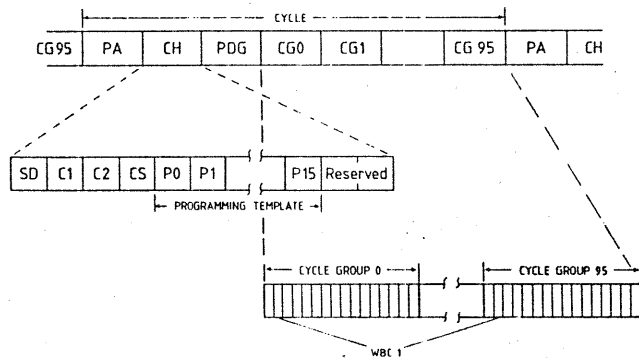 CYCLE
CG95 PA CH PDG CG0 CG1 CG 95 PA CH
SD C1 C2 CS P0 P1 P15 Reserved
PROGRAMMING TEMPLATE
CYCLE GROUP 0 CYCLE GROUP 95
WBC 1